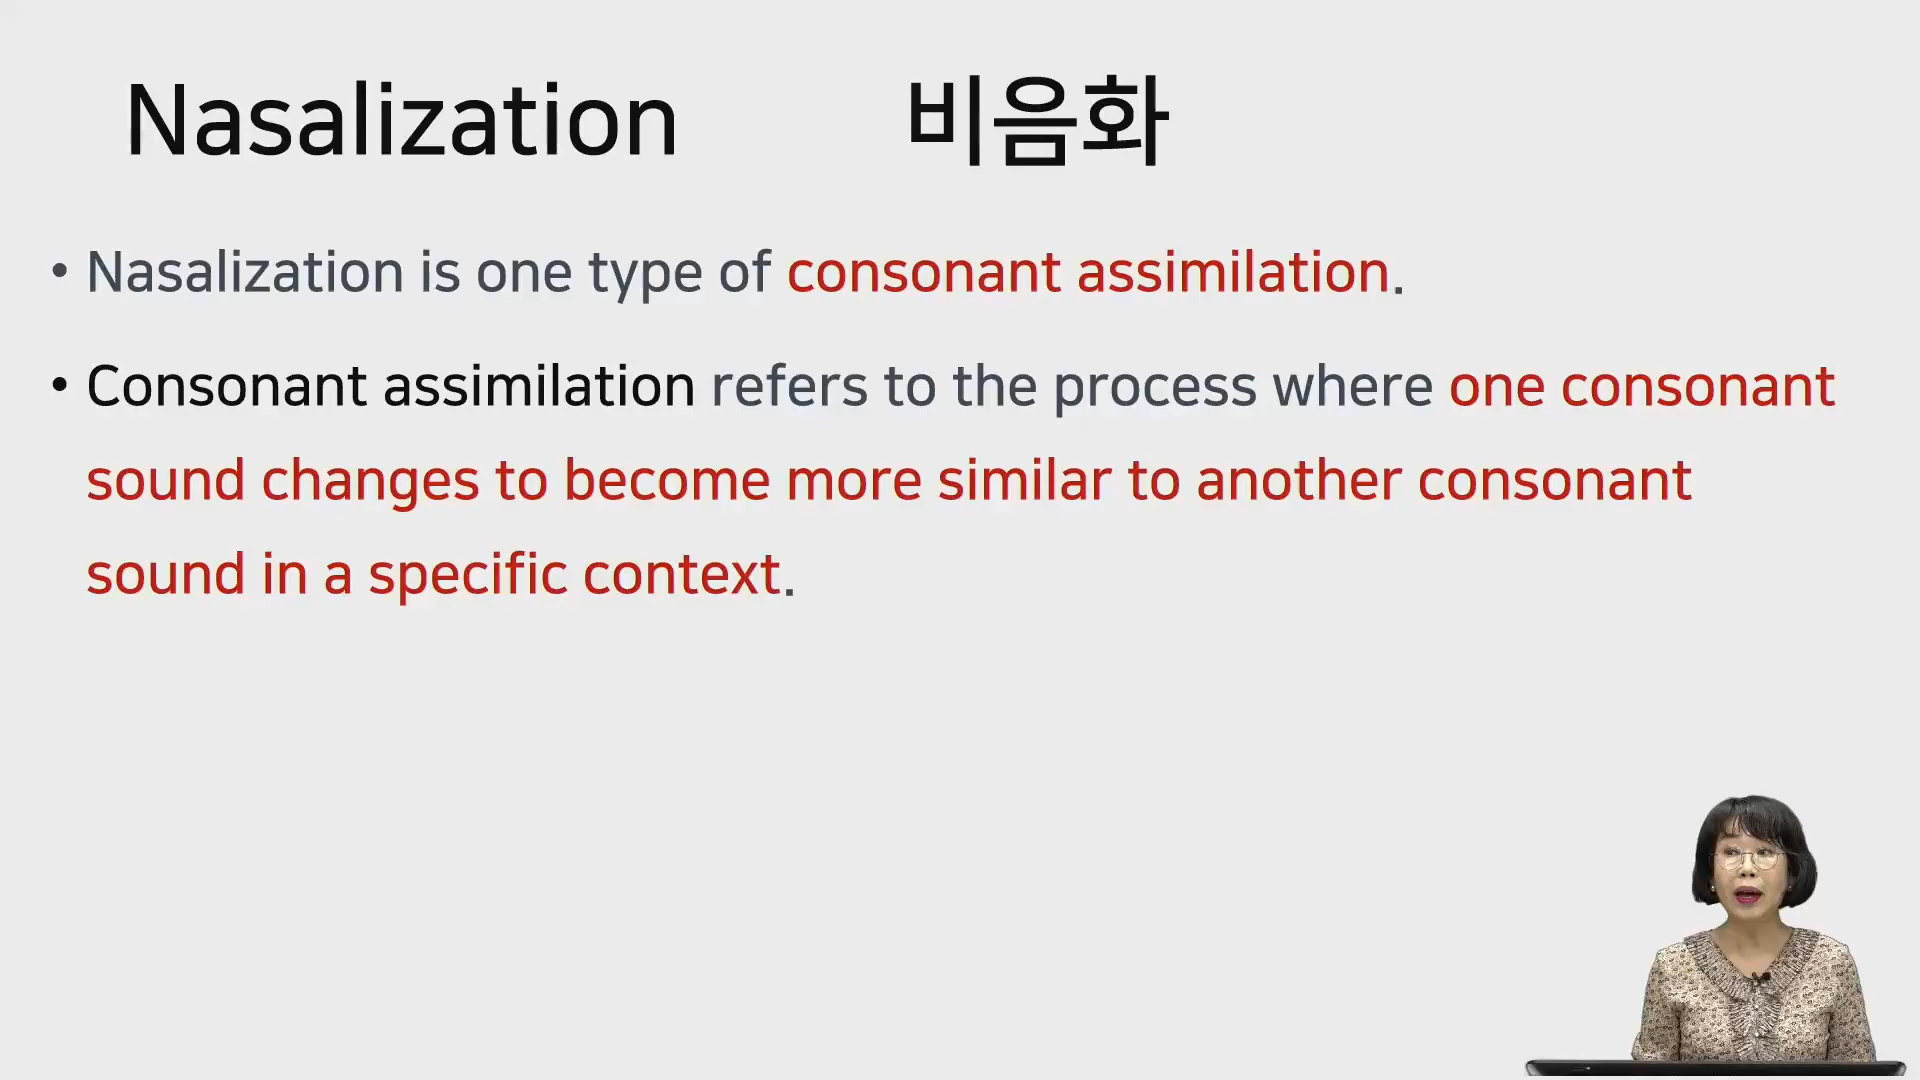 Nasalization 비음화
• Nasalization is one type of consonant assimilation.
• Consonant assimilation refers to the process where one consonant
sound changes to become more similar to another consonant
sound in a specific context.